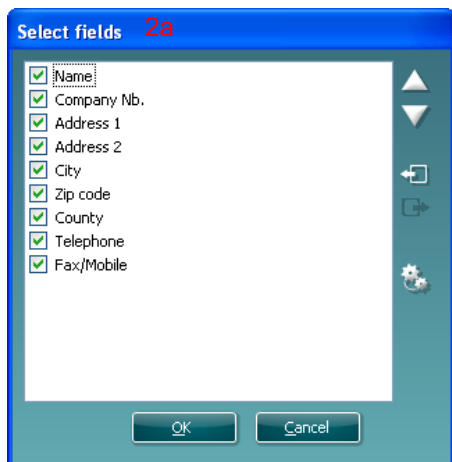 Select fields 2a
Name
Company Nb.
Address 1
Address 2
City
Zip code
County
Telephone
Fax/Mobile
OK Cancel